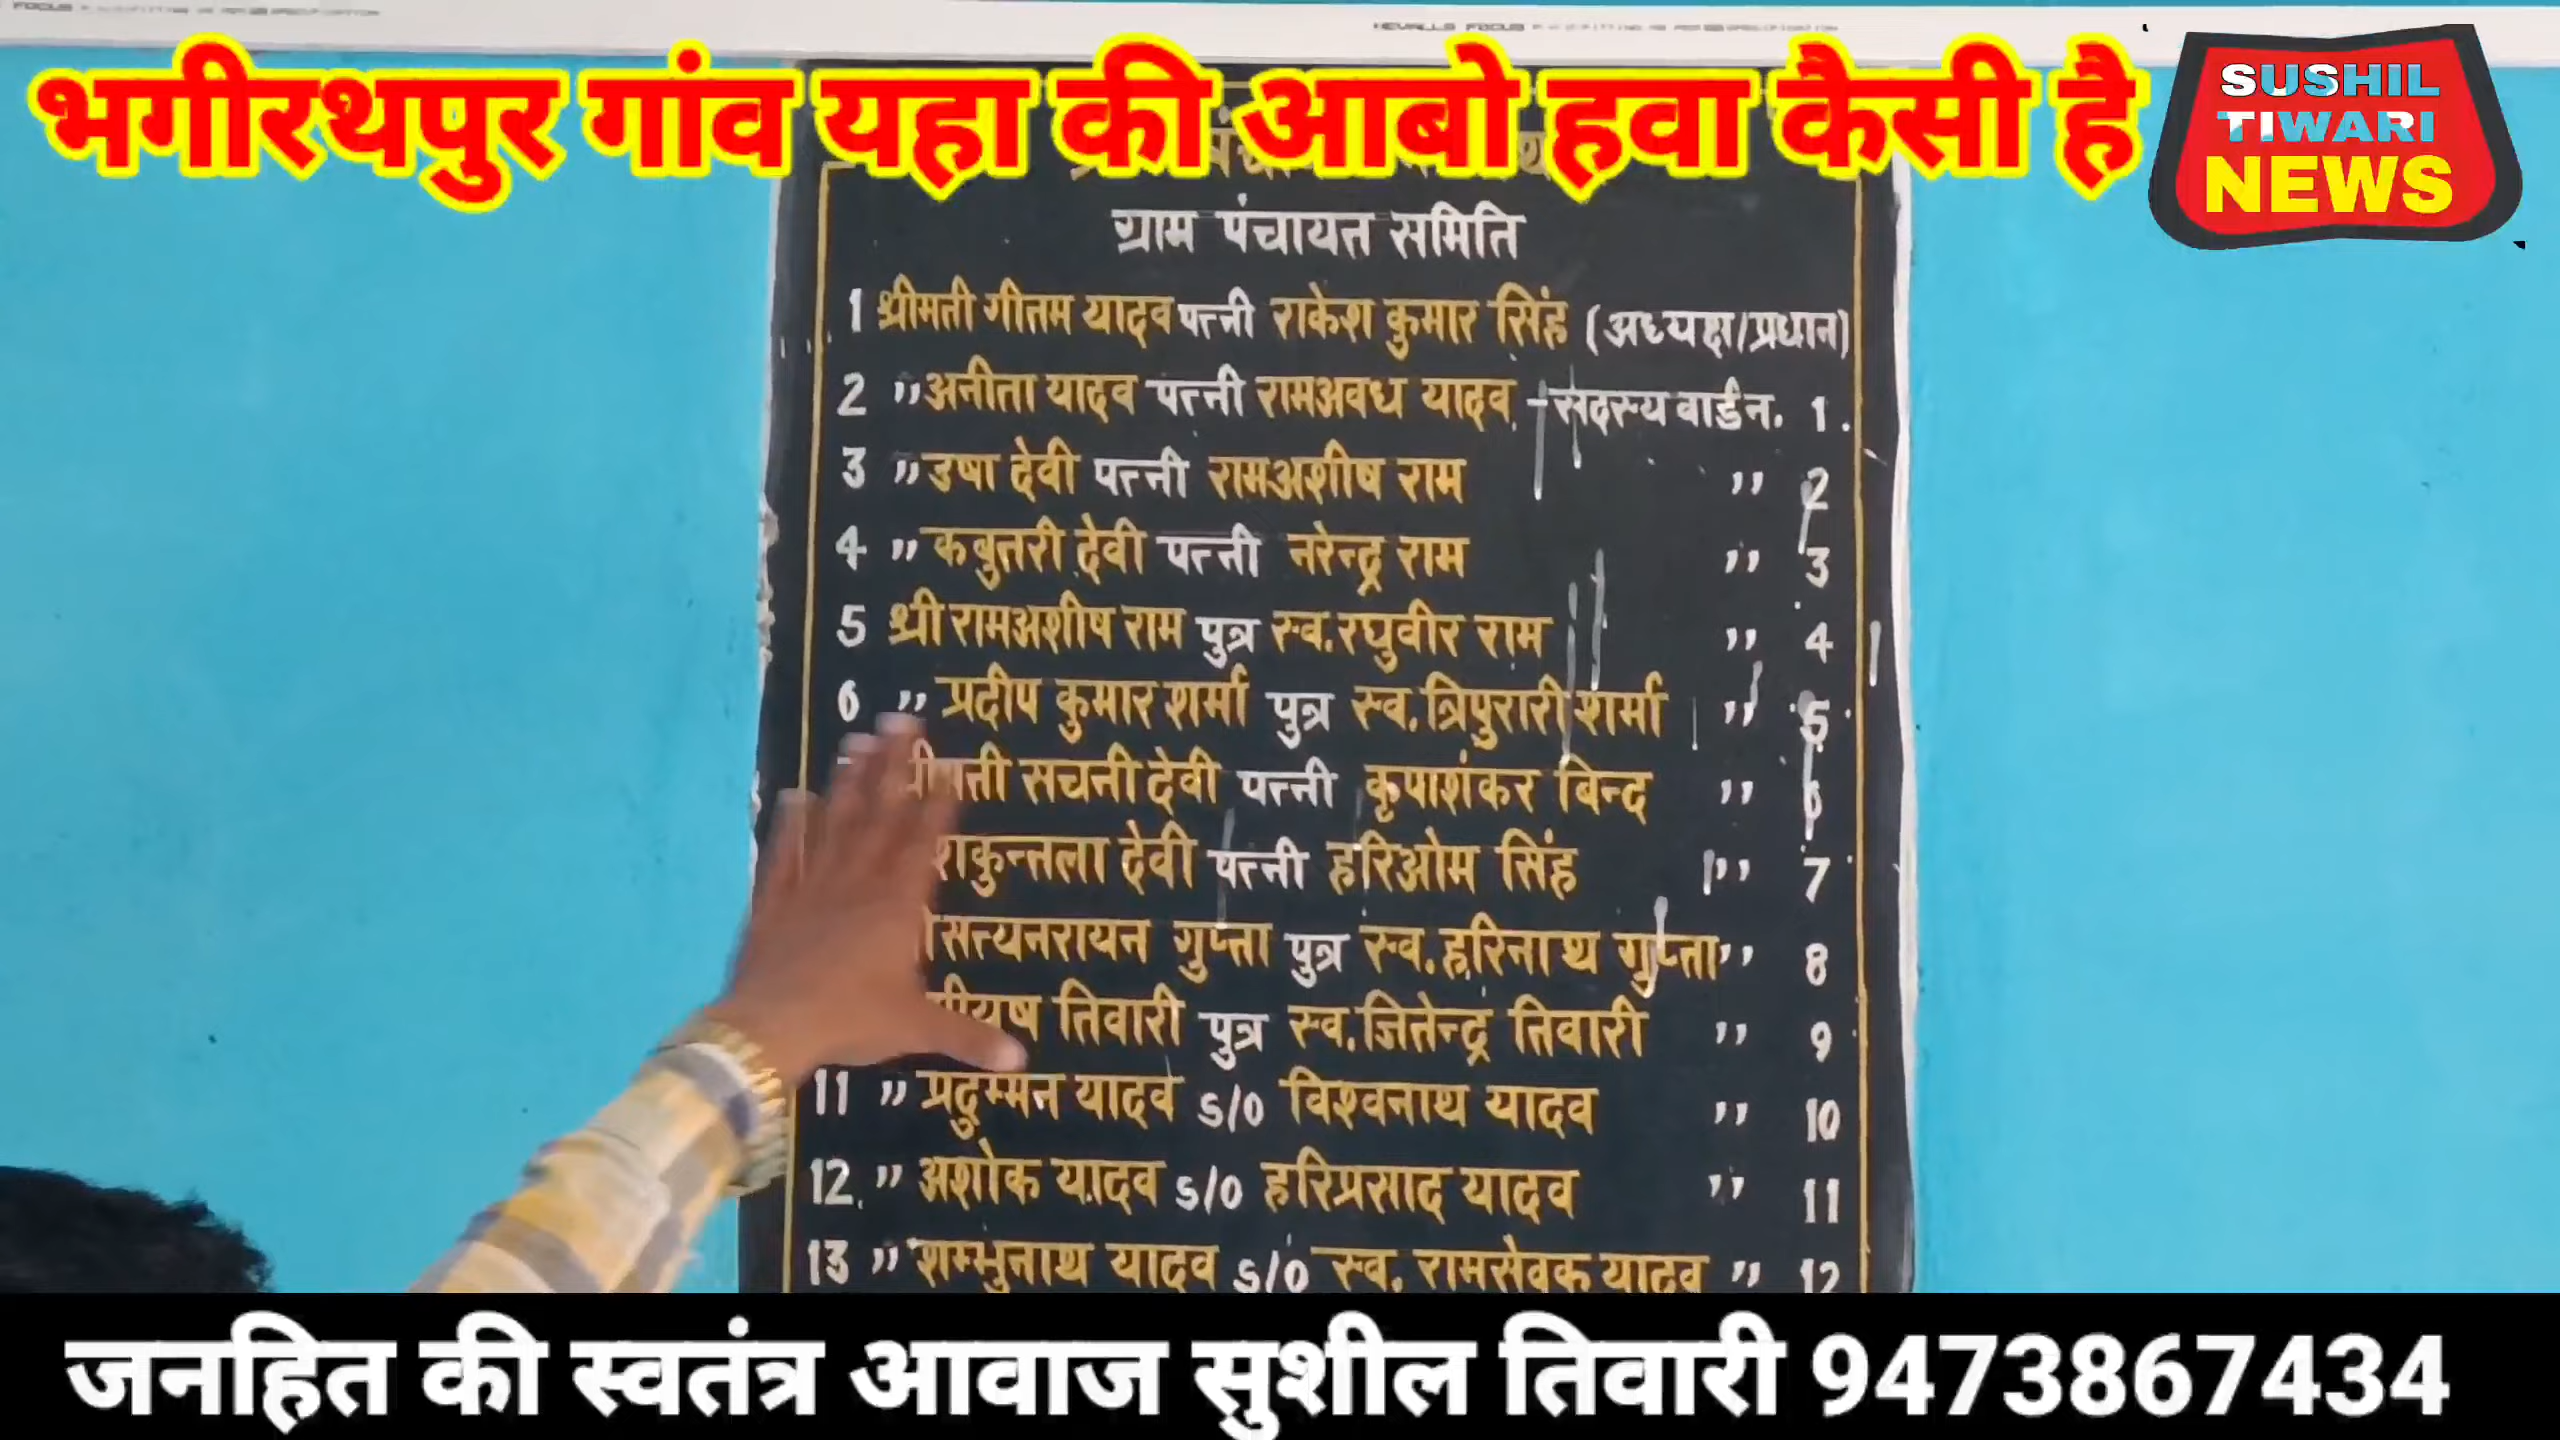 भगीरथपुर गांव यहा की आबो हवा कैसी है
SUSHIL
TIWARI
NEWS
ग्राम पंचायत समिति
1 श्रीमती गीतम यादव पत्नी राकेश कुमार सिंह (अध्यक्ष/प्रधान)
2 ,,अनीता यादव पत्नी रामअवध यादव -सदस्य वार्डन. 1.
3 ,,उषा देवी पत्नी रामअशीष राम ,, 2
4 ,,कबुतरी देवी पत्नी नरेन्द्र राम ,, 3
5 श्री रामअशीष राम पुत्र स्व.रघुवीर राम ,, 4
6 ,, प्रदीप कुमार शर्मा पुत्र स्व.त्रिपुरारी शर्मा ,, 5
सचनी देवी पत्नी कृपाशंकर बिन्द ,, 6
शकुन्तला देवी पत्नी हरिओम सिंह ,, 7
सत्यनरायन गुप्ता पुत्र स्व.हरिनाथ गुप्ता,, 8
तिवारी पुत्र स्व.जितेन्द्र तिवारी ,, 9
11 ,, प्रदुम्मन यादव S/O विश्वनाथ यादव ,, 10
12. ,, अशोक यादव S/O हरिप्रसाद यादव ,, 11
13 ,, शम्भुनाथ यादव S/O स्व. रामसेवक यादव ,, 12
जनहित की स्वतंत्र आवाज सुशील तिवारी 9473867434